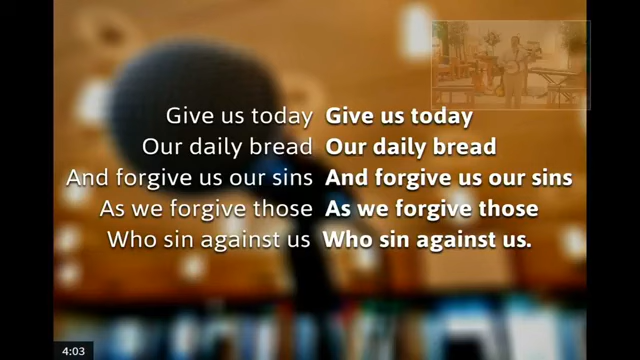 Give us today Give us today
Our daily bread Our daily bread
And forgive us our sins And forgive us our sins
As we forgive those As we forgive those
Who sin against us Who sin against us.
4:03